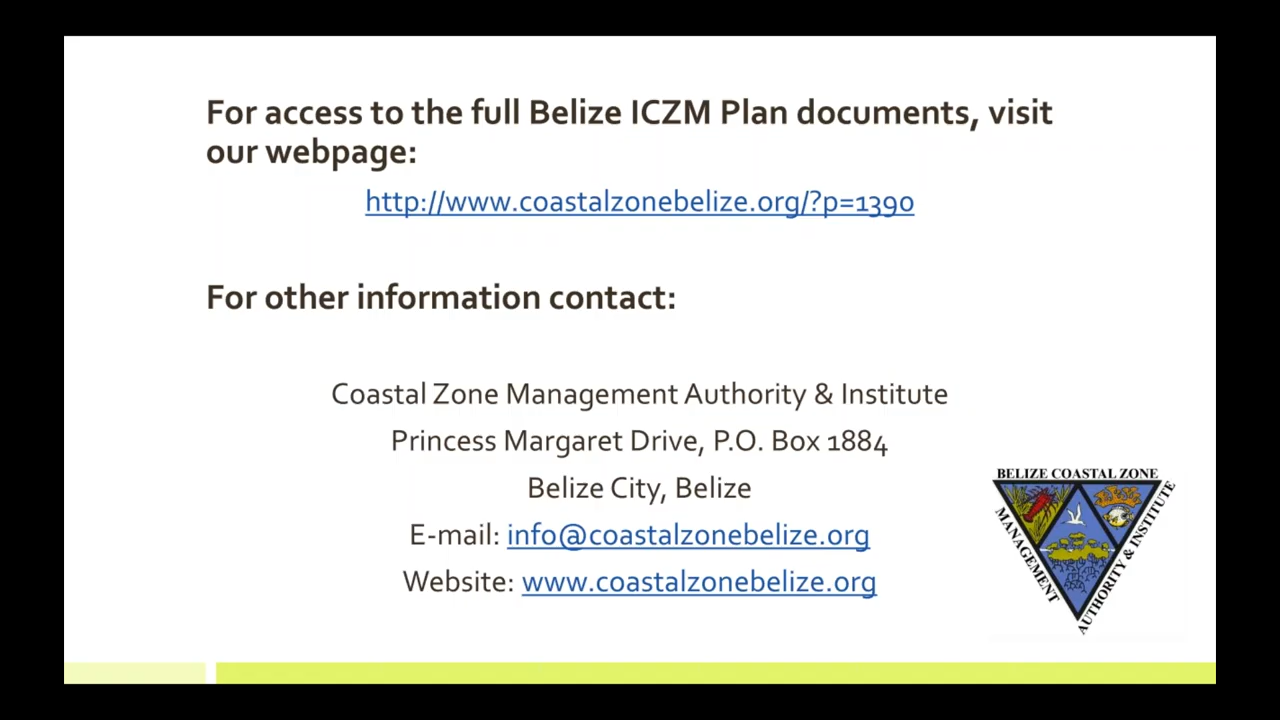 For access to the full Belize ICZM Plan documents, visit
our webpage:
http://www.coastalzonebelize.org/?p=1390
For other information contact:
Coastal Zone Management Authority & Institute
Princess Margaret Drive, P.O. Box 1884
Belize City, Belize
E-mail: info@coastalzonebelize.org
Website: www.coastalzonebelize.org
BELIZE COASTAL ZONE
MANAGEMENT
AUTHORITY & INSTITUTE